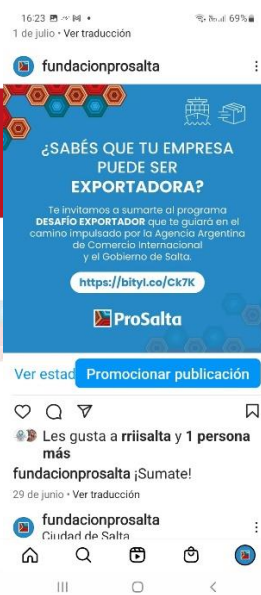 16:23
69%
1 de julio • Ver traducción
fundacionprosalta
¿SABÉS QUE TU EMPRESA
PUEDE SER
EXPORTADORA?
Te invitamos a sumarte al programa
DESAFÍO EXPORTADOR que te guiará en el
camino impulsado por la Agencia Argentina
de Comercio Internacional
y el Gobierno de Salta.
https://bityl.co/Ck7K
ProSalta
Ver estad
Promocionar publicación
Les gusta a rriisalta y 1 persona
más
fundacionprosalta ¡Sumate!
29 de junio • Ver traducción
fundacionprosalta
Ciudad de Salta